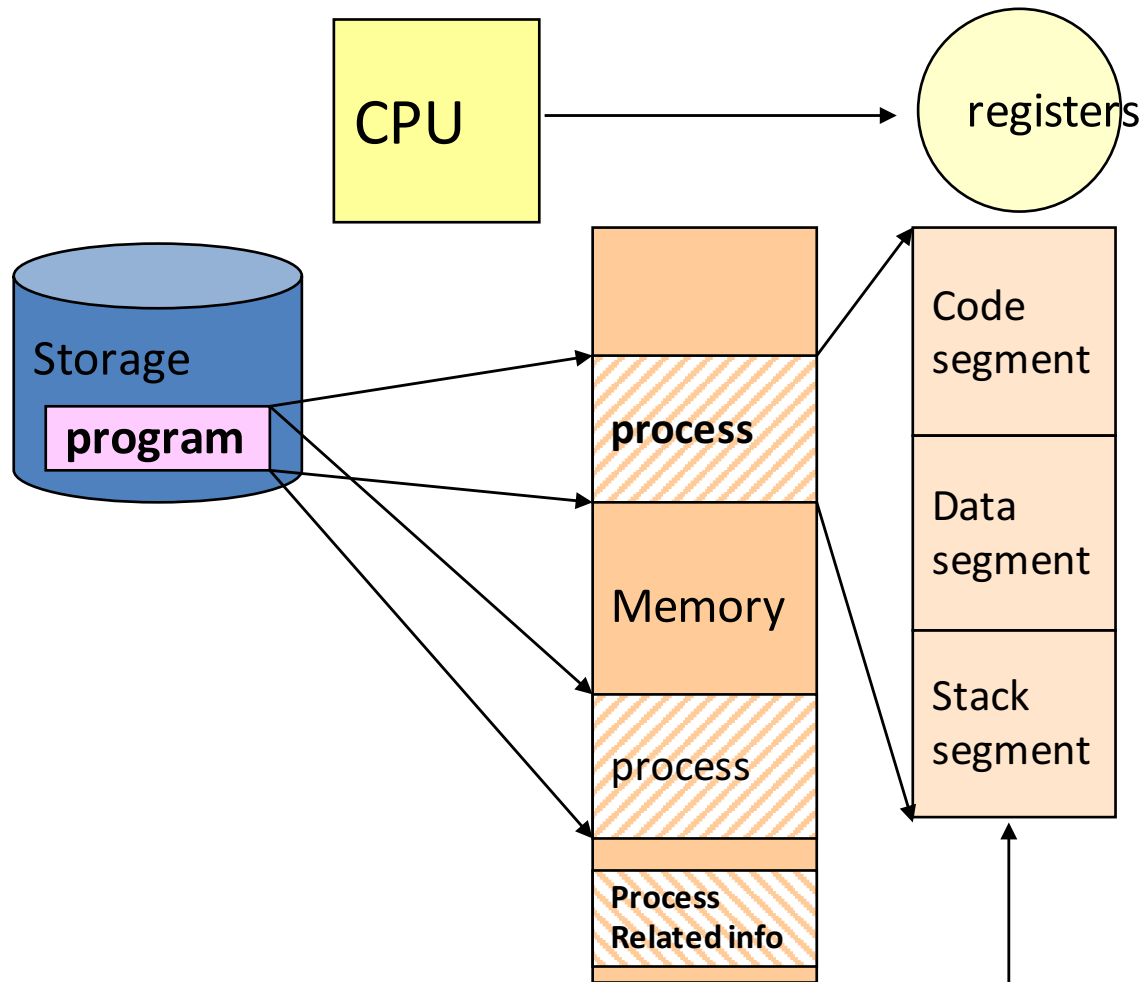 CPU
registers
Storage
program
process
Memory
process
Process
Related info
Code
segment
Data
segment
Stack
segment